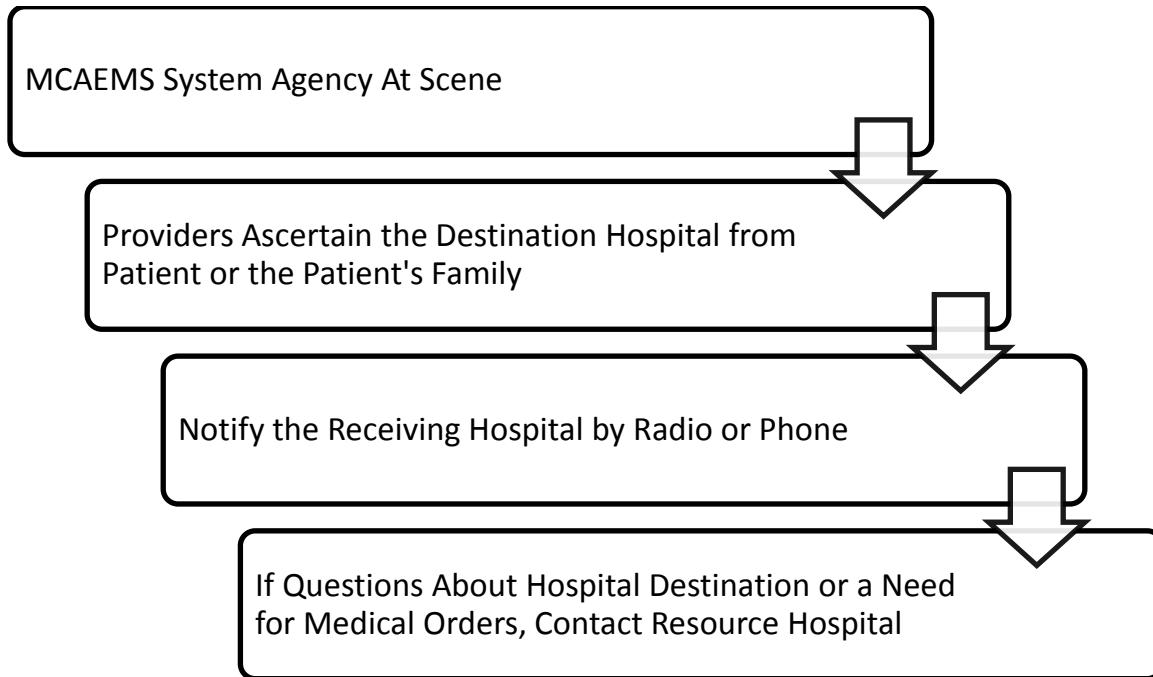 MCAEMS System Agency At Scene
Providers Ascertain the Destination Hospital from
Patient or the Patient's Family
Notify the Receiving Hospital by Radio or Phone
If Questions About Hospital Destination or a Need
for Medical Orders, Contact Resource Hospital